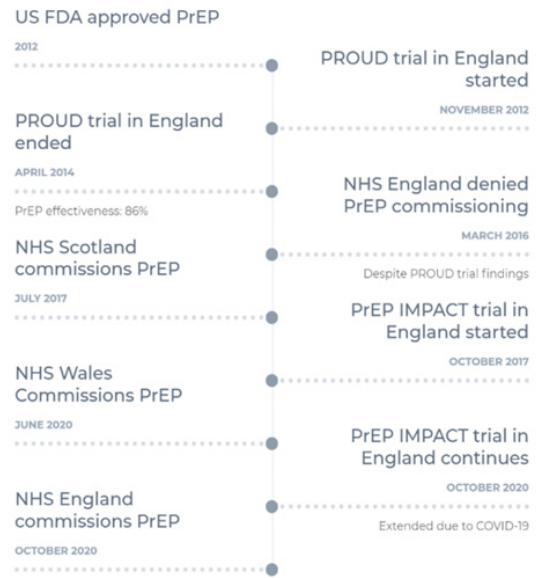 US FDA approved PrEP
2012
PROUD trial in England
started
NOVEMBER 2012
PROUD trial in England
ended
APRIL 2014
PrEP effectiveness: 86%
NHS England denied
PrEP commissioning
MARCH 2016
Despite PROUD trial findings
NHS Scotland
commissions PrEP
JULY 2017
PrEP IMPACT trial in
England started
OCTOBER 2017
NHS Wales
Commissions PrEP
JUNE 2020
PrEP IMPACT trial in
England continues
OCTOBER 2020
Extended due to COVID-19
NHS England
commissions PrEP
OCTOBER 2020